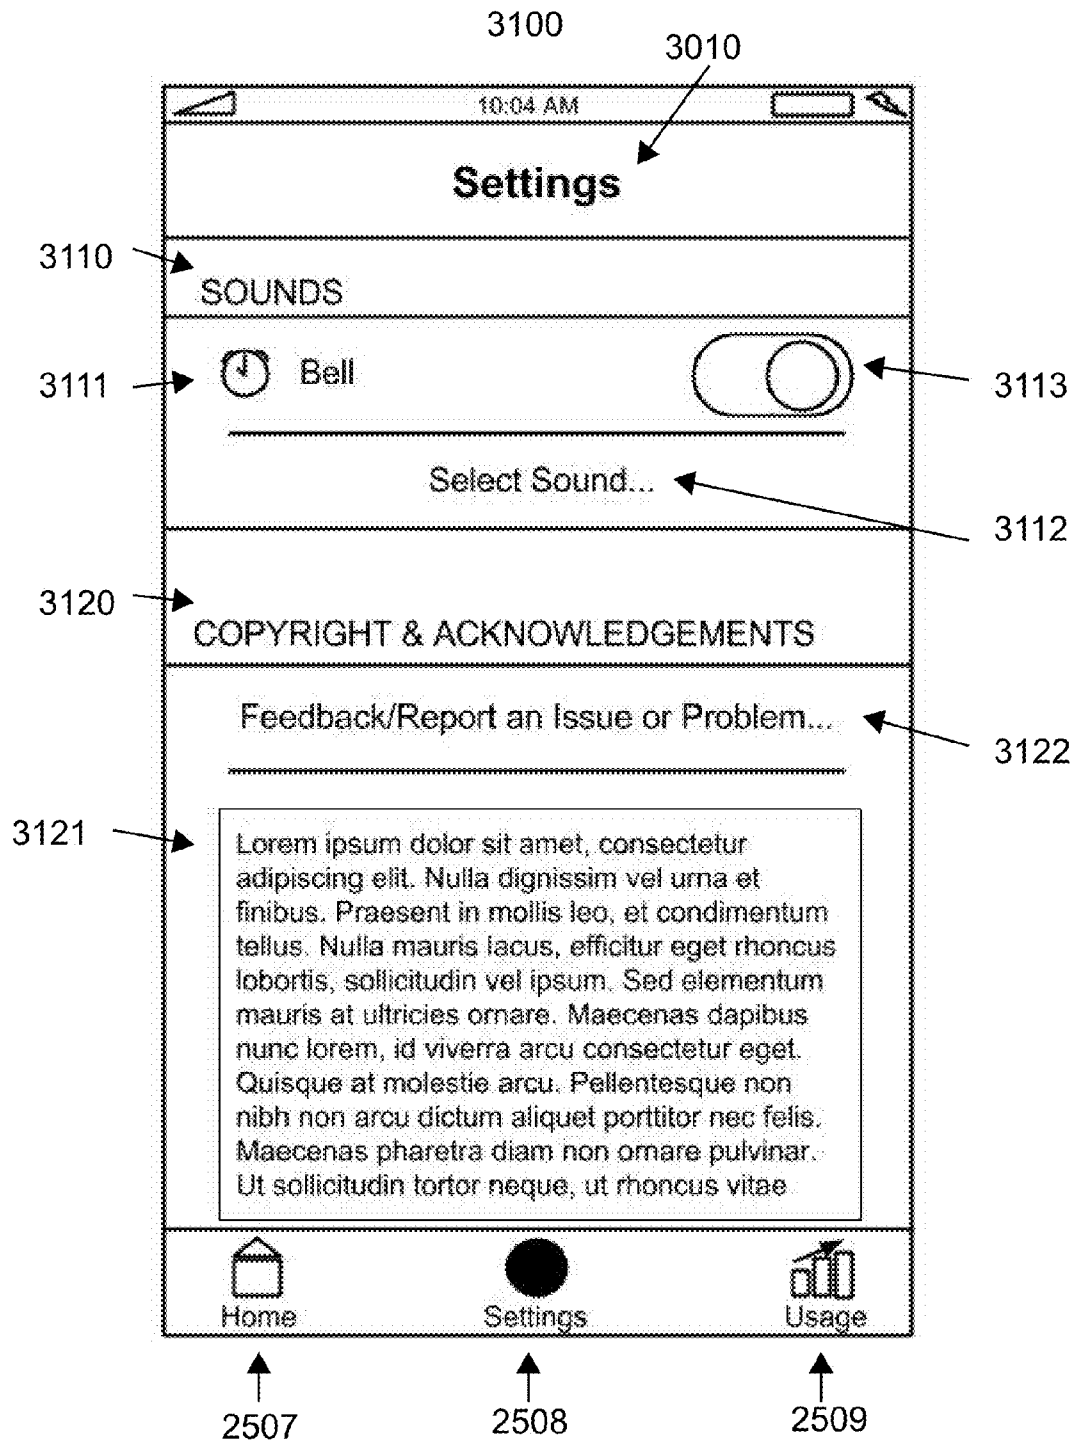 3100
3010
10:04 AM
Settings
3110
SOUNDS
3111
Bell
3113
Select Sound...
3112
3120
COPYRIGHT & ACKNOWLEDGEMENTS
Feedback/Report an Issue or Problem...
3122
3121
Lorem ipsum dolor sit amet, consectetur
adipiscing elit. Nulla dignissim vel urna et
finibus. Praesent in mollis leo, et condimentum
tellus. Nulla mauris lacus, efficitur eget rhoncus
lobortis, sollicitudin vel ipsum. Sed elementum
mauris at ultricies ornare. Maecenas dapibus
nunc lorem, id viverra arcu consectetur eget.
Quisque at molestie arcu. Pellentesque non
nibh non arcu dictum aliquet porttitor nec felis.
Maecenas pharetra diam non ornare pulvinar.
Ut sollicitudin tortor neque, ut rhoncus vitae
Home
Settings
Usage
2507
2508
2509